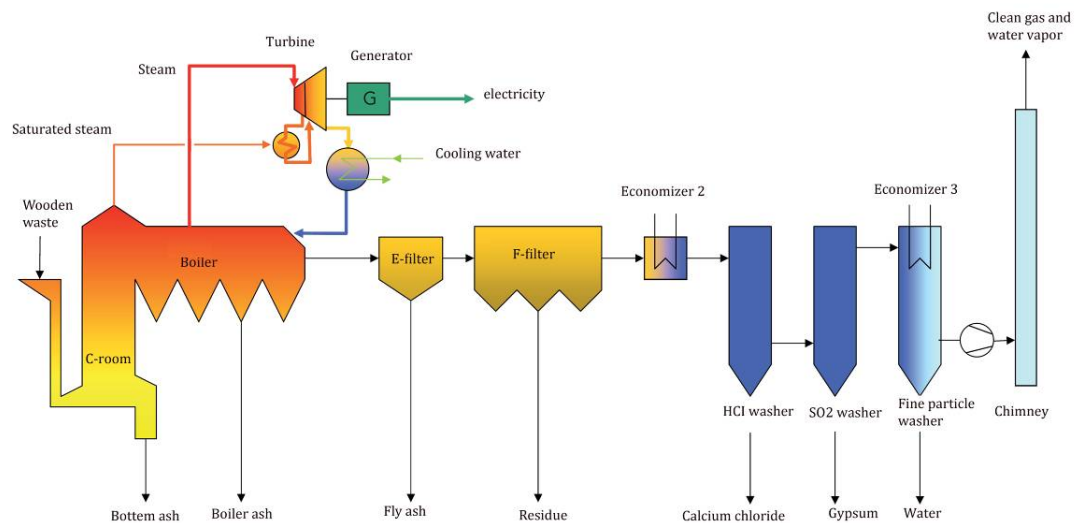 Clean gas and
water vapor
Turbine
Generator
Steam
G
electricity
Saturated steam
Cooling water
Economizer 2
Economizer 3
Wooden
waste
Boiler
E-filter
F-filter
C-room
HCI washer
SO2 washer
Fine particle
washer
Chimney
Bottem ash
Boiler ash
Fly ash
Residue
Calcium chloride
Gypsum
Water